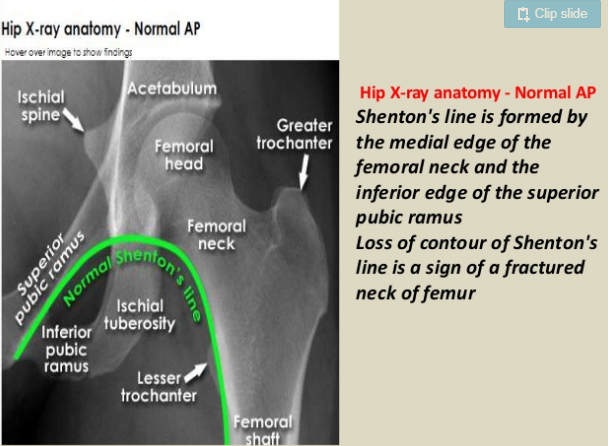 Clip slide
Hip X-ray anatomy - Normal AP
Hover over image to show findings
Ischial
spine
Acetabulum
Femoral
head
Greater
trochanter
Femoral
neck
Superior
pubic ramus
Normal Shenton's line
Ischial
tuberosity
Inferior
pubic
ramus
Lesser
trochanter
Femoral
shaft
Hip X-ray anatomy - Normal AP
Shenton's line is formed by
the medial edge of the
femoral neck and the
inferior edge of the superior
pubic ramus
Loss of contour of Shenton's
line is a sign of a fractured
neck of femur